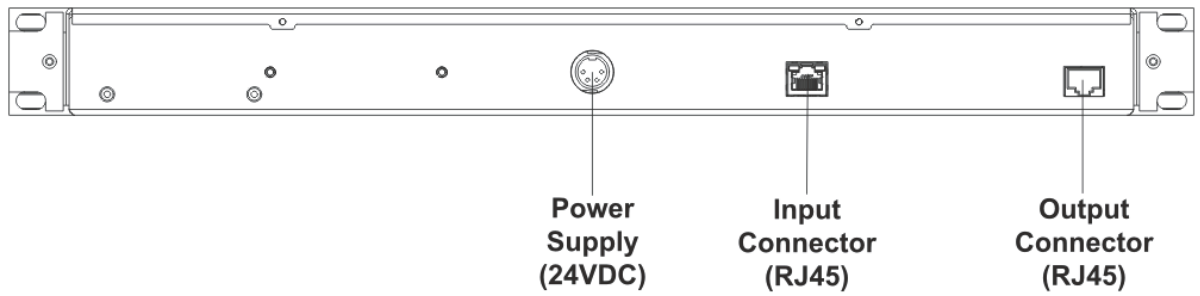 Power
Supply
(24VDC)
Input
Connector
(RJ45)
Output
Connector
(RJ45)